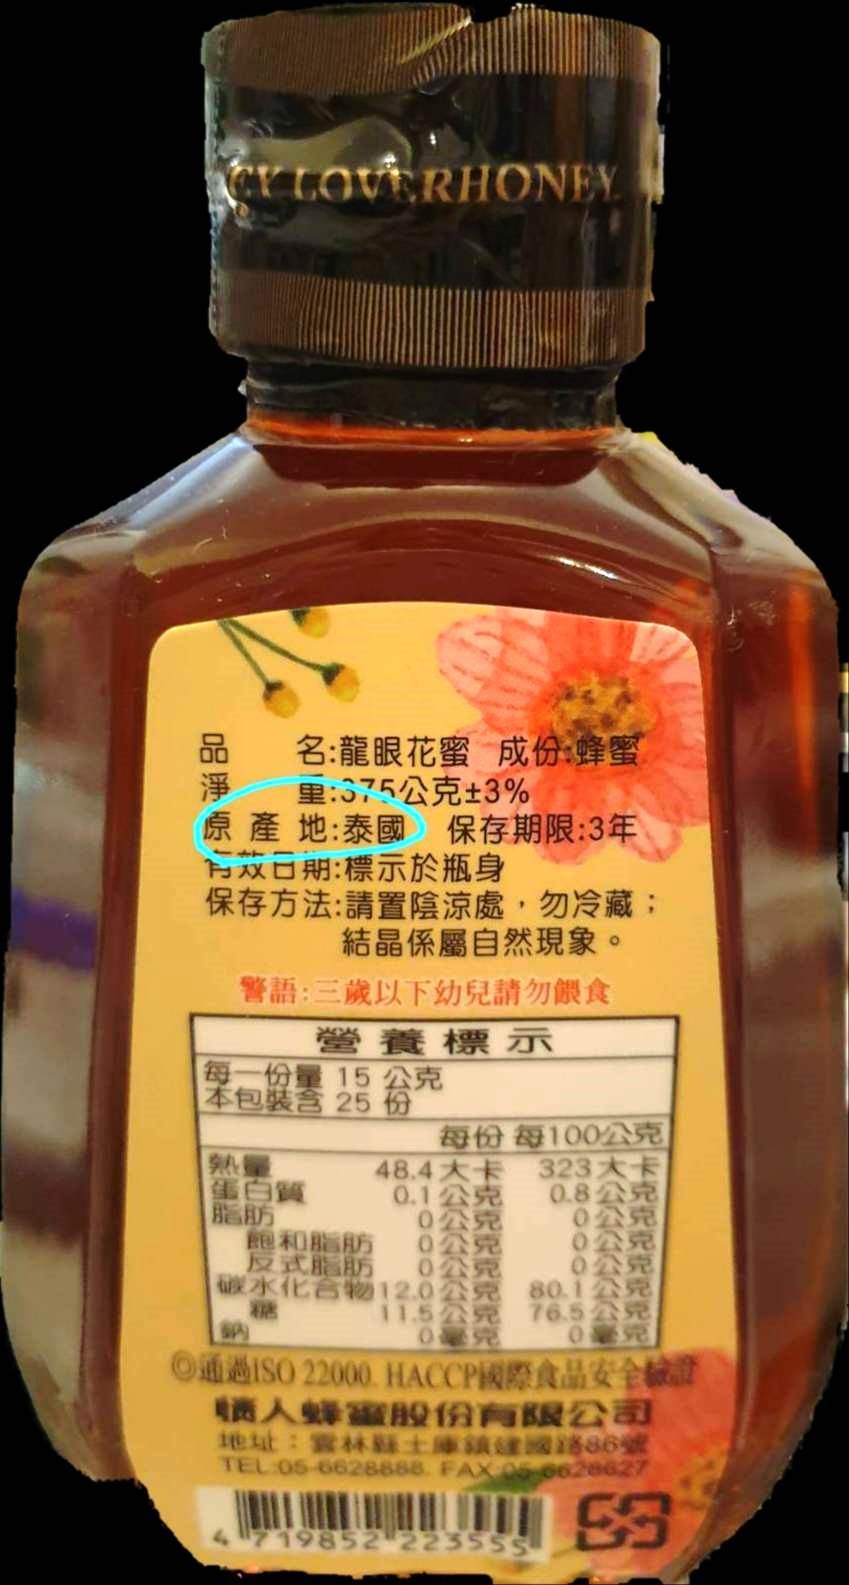 EY LOVERHONEY
品 名:龍眼花蜜 成份:蜂蜜
淨 重:375公克±3%
原產地:泰國 保存期限:3年
有效日期:標示於瓶身
保存方法:請置陰涼處,勿冷藏;
結晶係屬自然現象。
警語:三歲以下幼兒請勿餵食
營養標示
每一份量 15 公克
本包裝含 25 份
每份 每100公克
熱量 48.4大卡 323大卡
蛋白質 0.1公克 0.8公克
脂肪 0公克 0公克
飽和脂肪 0公克 0公克
反式脂肪 0公克 0公克
碳水化合物 12.0公克 80.1公克
糖 11.5公克 76.5公克
鈉 0毫克 0毫克
◎通過ISO 22000. HACCP國際食品安全驗證
情人蜂蜜股份有限公司
地址:雲林縣土庫鎮建國路86號
TEL:05-6628888 FAX:05-6628627
4 719852 223555